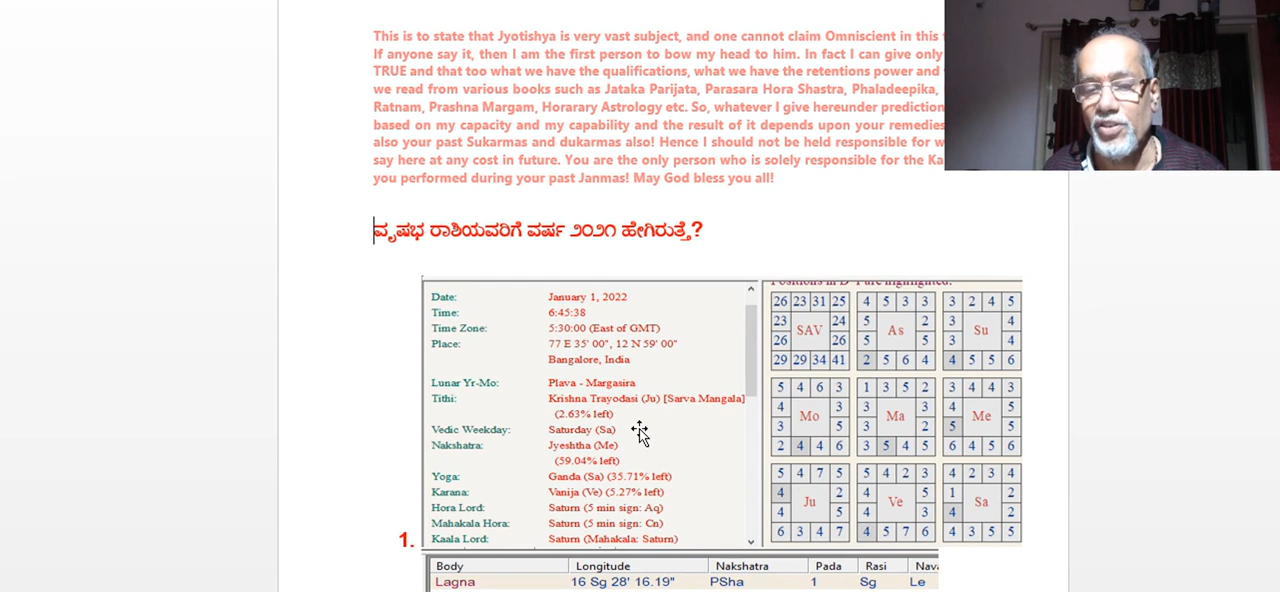 This is to state that Jyotishya is very vast subject, and one cannot claim Omniscient in this
If anyone say it, then I am the first person to bow my head to him. In fact I can give only
TRUE and that too what we have the qualifications, what we have the retentions power and
we read from various books such as Jataka Parijata, Parasara Hora Shastra, Phaladeepika,
Ratnam, Prashna Margam, Horarary Astrology etc. So, whatever I give hereunder prediction
based on my capacity and my capability and the result of it depends upon your remedies
also your past Sukarmas and dukarmas also! Hence I should not be held responsible for
say here at any cost in future. You are the only person who is solely responsible for the Ka
you performed during your past Janmas! May God bless you all!
ವೃಷಭ ರಾಶಿಯವರಿಗೆ ವರ್ಷ ೨೦೨೧ ಹೇಗಿರುತ್ತೆ?
Date: January 1, 2022
Time: 6:45:38
Time Zone: 5:30:00 (East of GMT)
Place: 77 E 35' 00", 12 N 59' 00"
Bangalore, India
Lunar Yr-Mo: Plava - Margasira
Tithi: Krishna Trayodasi (Ju) [Sarva Mangala]
(2.63% left)
Vedic Weekday: Saturday (Sa)
Nakshatra: Jyeshtha (Me)
(59.04% left)
Yoga: Ganda (Sa) (35.71% left)
Karana: Vanija (Ve) (5.27% left)
Hora Lord: Saturn (5 min sign: Aq)
Mahakala Hora: Saturn (5 min sign: Cn)
Kaala Lord: Saturn (Mahakala: Saturn)
26 23 31 25 4 5 3 3 3 2 4 5
23 SAV 24 5 As 2 3 Su 4
26 26 5 5 3 4
29 29 34 41 2 5 6 4 4 5 5 6
5 4 6 3 1 3 5 2 3 4 4 3
4 Mo 3 3 Ma 3 4 Me 5
3 5 3 2 5 5
2 4 4 6 3 5 4 5 6 4 5 6
5 4 7 5 5 4 2 3 4 2 3 4
4 Ju 2 4 Ve 5 1 Sa 2
4 5 4 3 4 2
6 3 4 7 4 5 7 6 4 3 5 5
1.
Body Longitude Nakshatra Pada Rasi
Lagna 16 Sg 28' 16.19" PSha 1 Sg Le